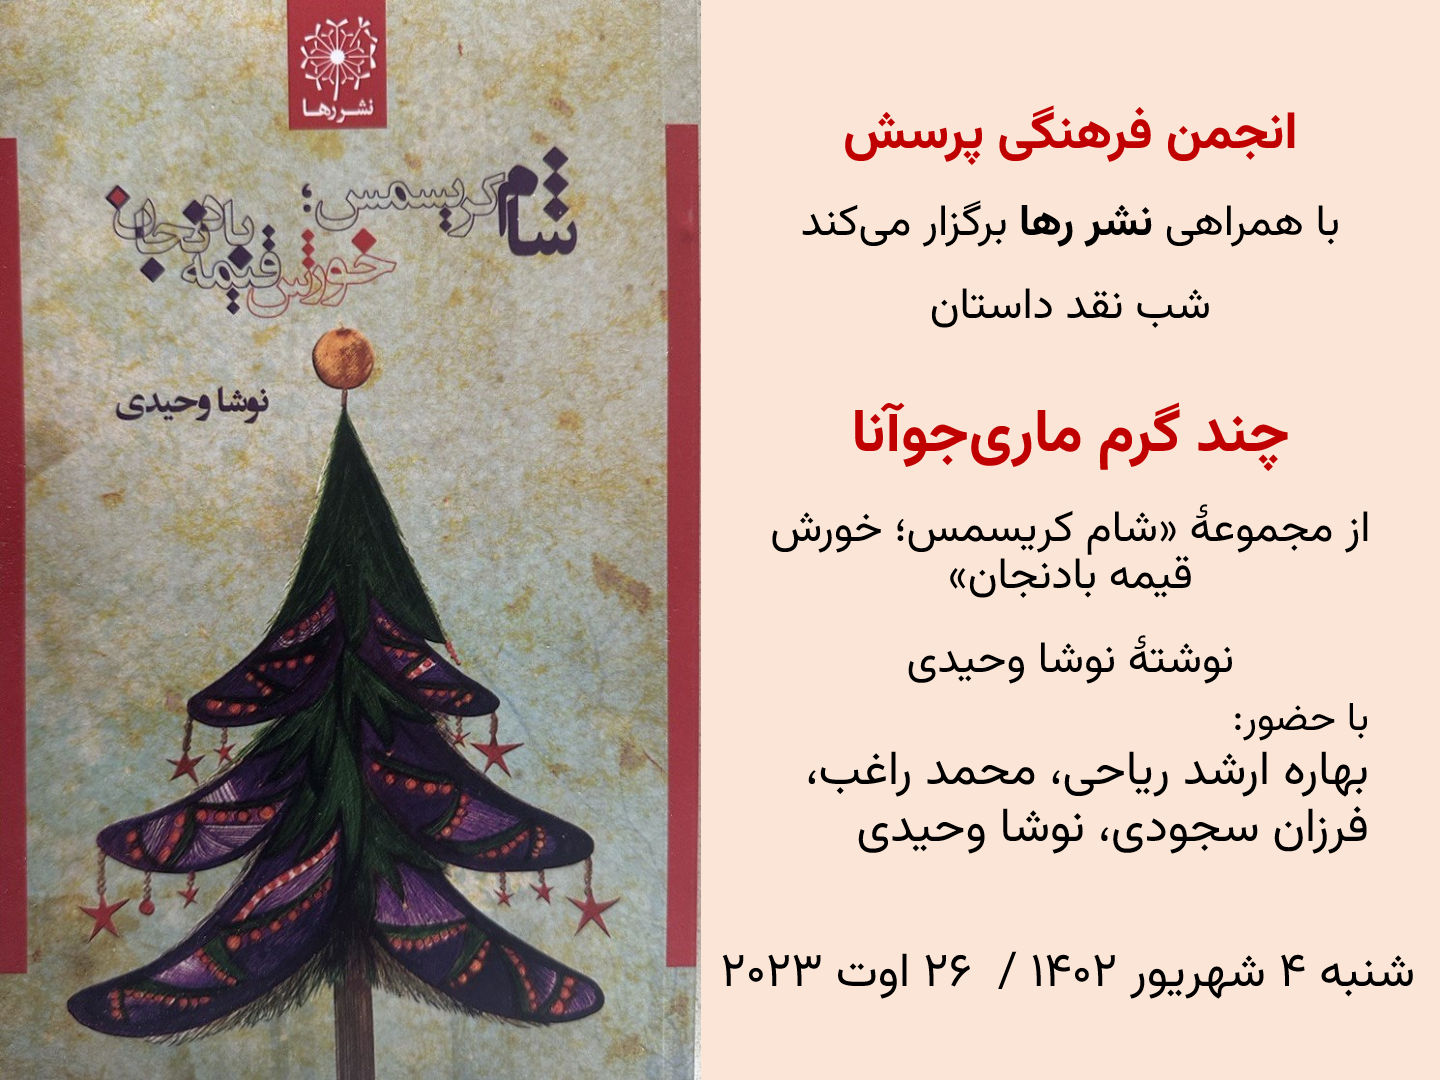 انجمن فرهنگی پرسش
با همراهی نشر رها برگزار می‌کند
شب نقد داستان
چند گرم ماری‌جوآنا
از مجموعهٔ «شام کریسمس؛ خورش
قیمه بادنجان»
نوشتهٔ نوشا وحیدی
با حضور:
بهاره ارشد ریاحی، محمد راغب،
فرزان سجودی، نوشا وحیدی
شنبه ۴ شهریور ۱۴۰۲ / ۲۶ اوت ۲۰۲۳
نشر رها
شام کریسمس؛
خورش قیمه بادنجان
نوشا وحیدی